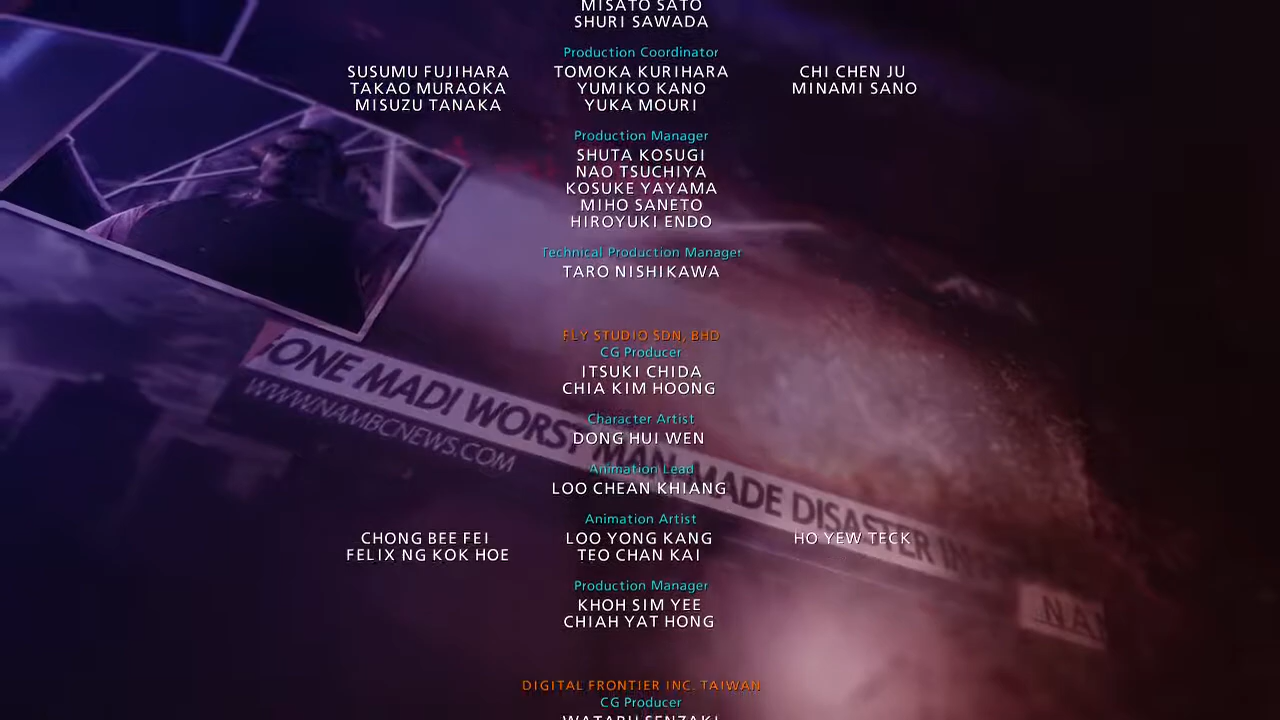 MISATO SATO
SHURI SAWADA
Production Coordinator
SUSUMU FUJIHARA TOMOKA KURIHARA CHI CHEN JU
TAKAO MURAOKA YUMIKO KANO MINAMI SANO
MISUZU TANAKA YUKA MOURI
Production Manager
SHUTA KOSUGI
NAO TSUCHIYA
KOSUKE YAYAMA
MIHO SANETO
HIROYUKI ENDO
Technical Production Manager
TARO NISHIKAWA
FLY STUDIO SDN, BHD
CG Producer
ITSUKI CHIDA
CHIA KIM HOONG
ONE MADI WORST MAN-MADE DISASTER IN
WWW.NAMBCNEWS.COM
Character Artist
DONG HUI WEN
Animation Lead
LOO CHEAN KHIANG
Animation Artist
CHONG BEE FEI LOO YONG KANG HO YEW TECK
FELIX NG KOK HOE TEO CHAN KAI
Production Manager
KHOH SIM YEE
CHIAH YAT HONG
DIGITAL FRONTIER INC. TAIWAN
CG Producer
WATARU SENZAKI